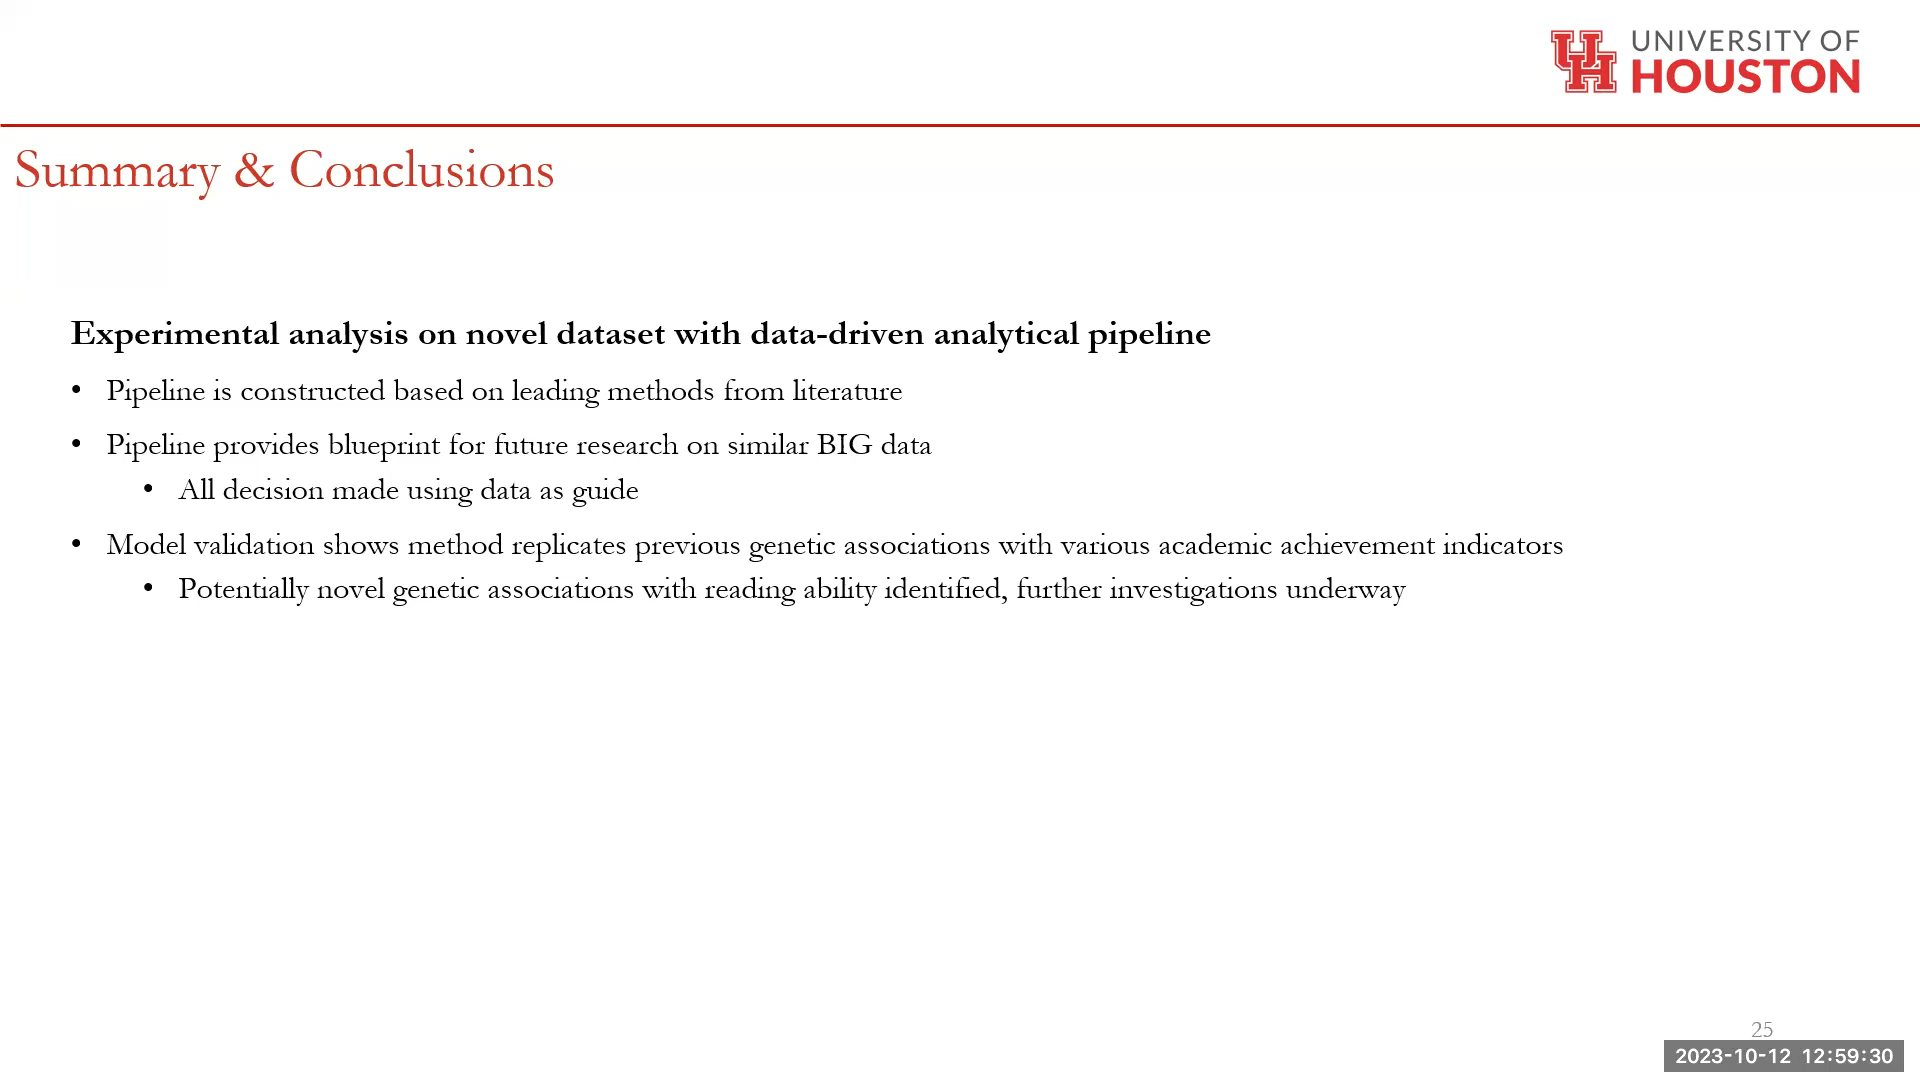 UNIVERSITY OF
HOUSTON
Summary & Conclusions
Experimental analysis on novel dataset with data-driven analytical pipeline
• Pipeline is constructed based on leading methods from literature
• Pipeline provides blueprint for future research on similar BIG data
• All decision made using data as guide
• Model validation shows method replicates previous genetic associations with various academic achievement indicators
• Potentially novel genetic associations with reading ability identified, further investigations underway
25
2023-10-12 12:59:30